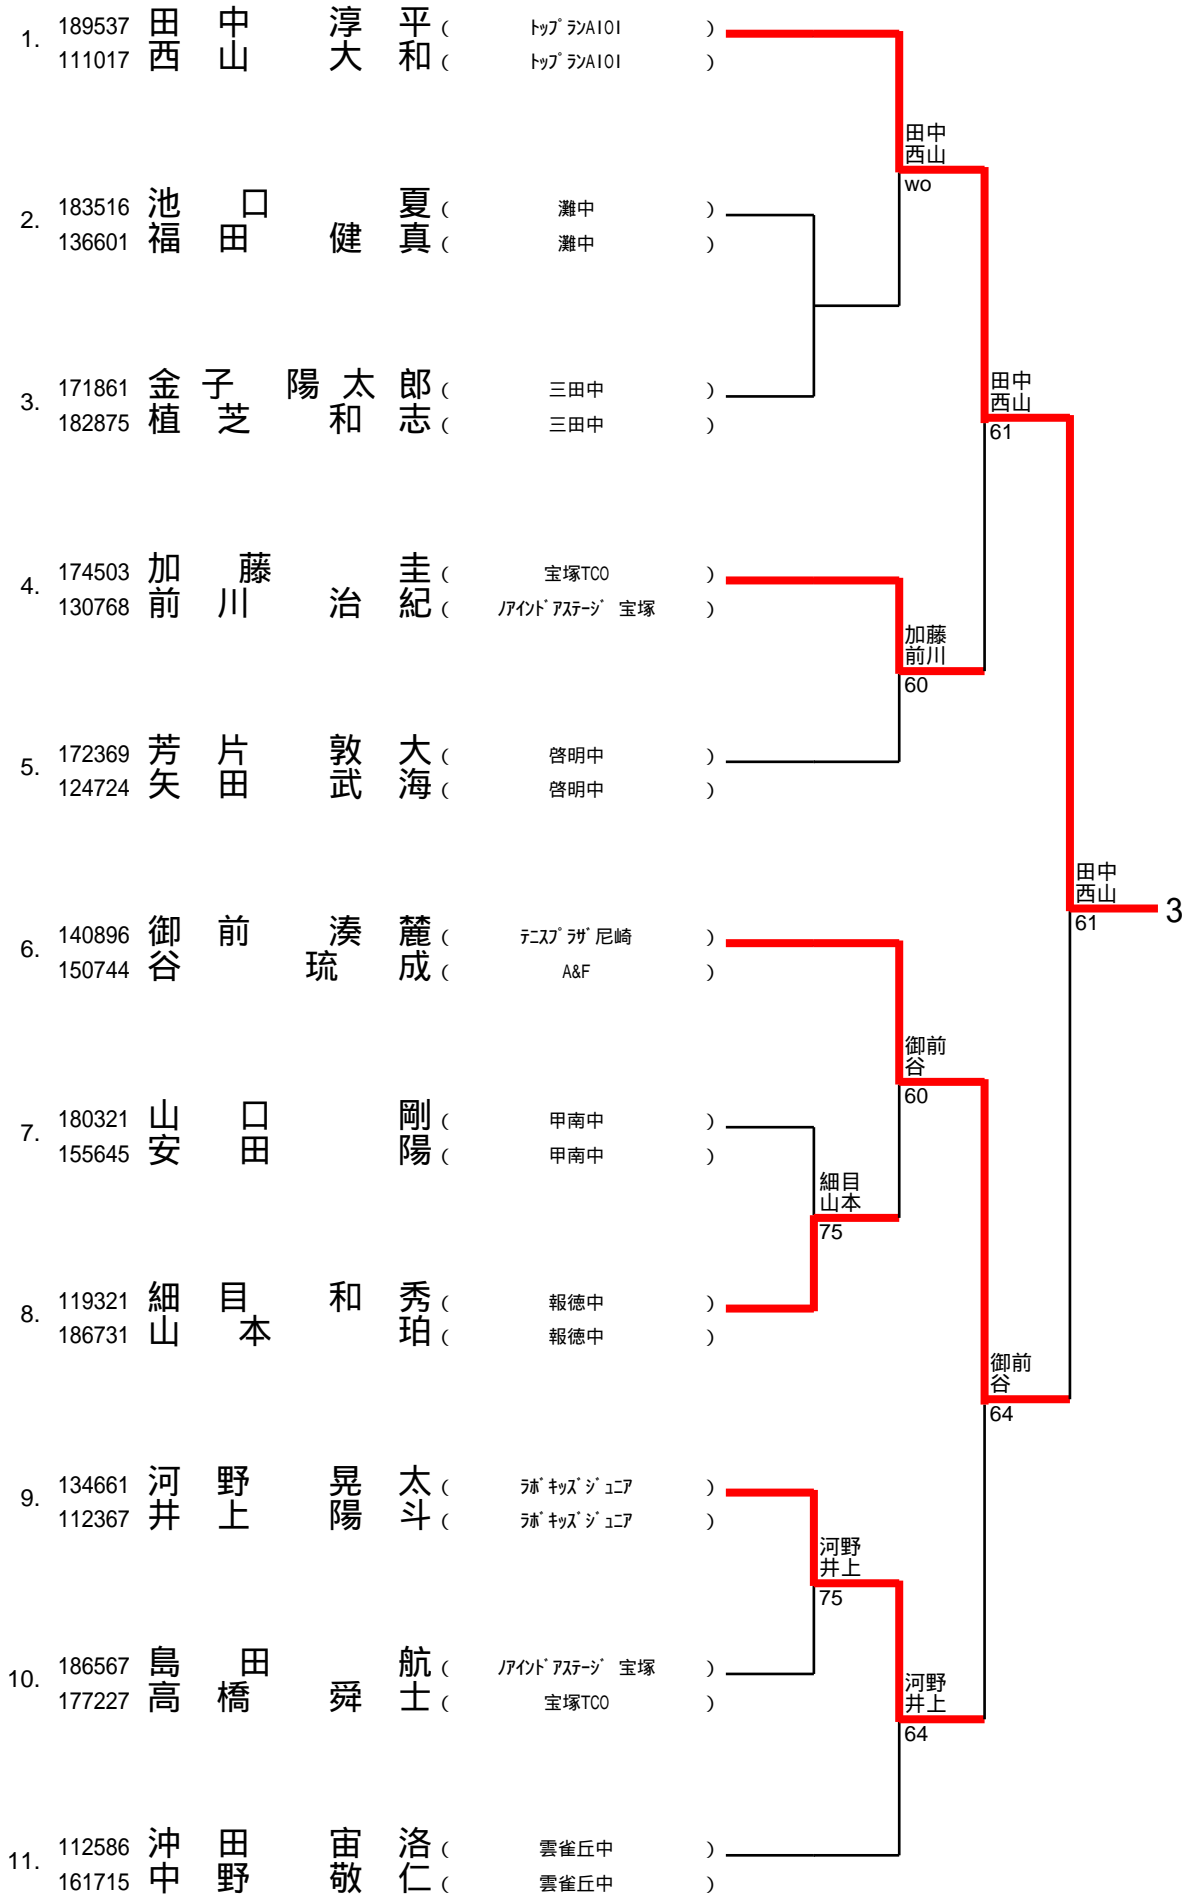 1. 189537 田中 淳平 ( トップランAIOI )
111017 西山 大和 ( トップランAIOI )
田中
西山
wo
2. 183516 池口 夏 ( 灘中 )
136601 福田 健真 ( 灘中 )
3. 171861 金子 陽太郎 ( 三田中 )
182875 植芝 和志 ( 三田中 )
田中
西山
61
4. 174503 加藤 圭 ( 宝塚TCO )
130768 前川 治紀 ( ノアインドアステージ 宝塚 )
加藤
前川
60
5. 172369 芳片 敦大 ( 啓明中 )
124724 矢田 武海 ( 啓明中 )
田中
西山
61
3
6. 140896 御前 湊麓 ( テニスプラザ尼崎 )
150744 谷 琉成 ( A&F )
御前
谷
60
7. 180321 山口 剛 ( 甲南中 )
155645 安田 陽 ( 甲南中 )
細目
山本
75
8. 119321 細目 和秀 ( 報徳中 )
186731 山本 珀 ( 報徳中 )
御前
谷
64
9. 134661 河野 晃太 ( ラボキッズジュニア )
112367 井上 陽斗 ( ラボキッズジュニア )
河野
井上
75
10. 186567 島田 航 ( ノアインドアステージ 宝塚 )
177227 高橋 舜士 ( 宝塚TCO )
河野
井上
64
11. 112586 沖田 宙洛 ( 雲雀丘中 )
161715 中野 敬仁 ( 雲雀丘中 )